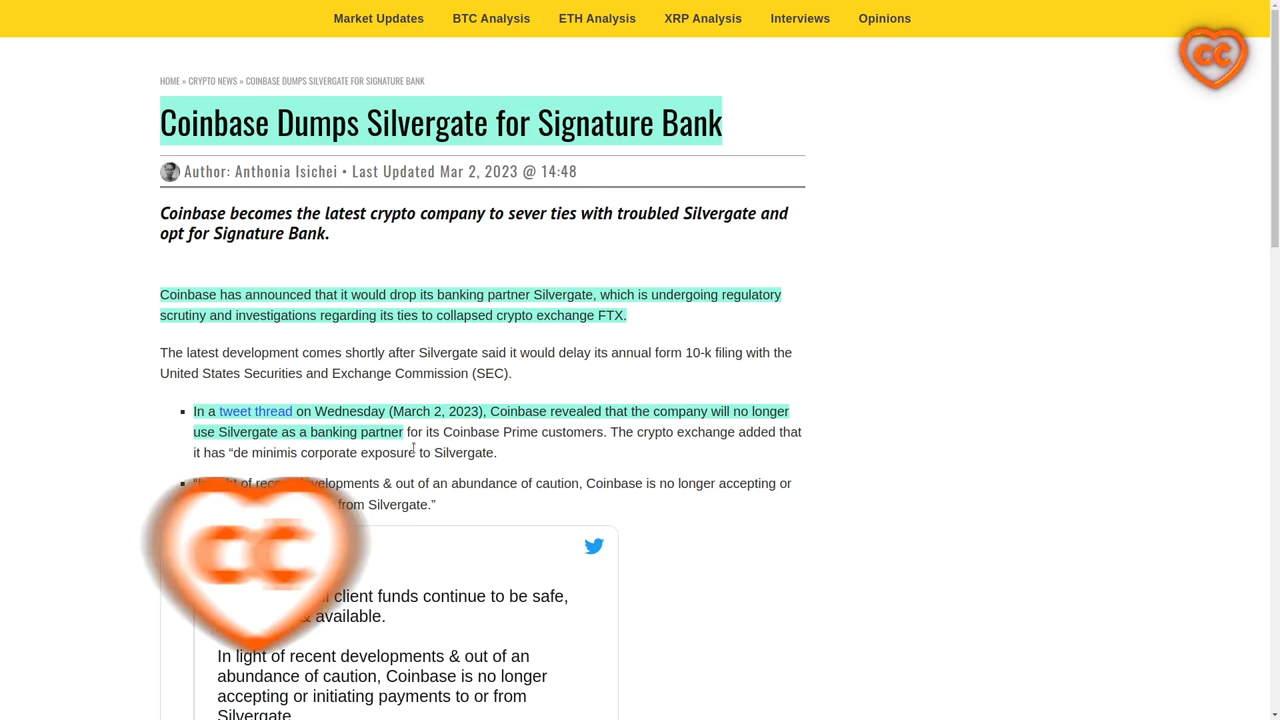 Market Updates BTC Analysis ETH Analysis XRP Analysis Interviews Opinions
CC
HOME » CRYPTO NEWS » COINBASE DUMPS SILVERGATE FOR SIGNATURE BANK
Coinbase Dumps Silvergate for Signature Bank
Author: Anthonia Isichei • Last Updated Mar 2, 2023 @ 14:48
Coinbase becomes the latest crypto company to sever ties with troubled Silvergate and
opt for Signature Bank.
Coinbase has announced that it would drop its banking partner Silvergate, which is undergoing regulatory
scrutiny and investigations regarding its ties to collapsed crypto exchange FTX.
The latest development comes shortly after Silvergate said it would delay its annual form 10-k filing with the
United States Securities and Exchange Commission (SEC).
▪ In a tweet thread on Wednesday (March 2, 2023), Coinbase revealed that the company will no longer
use Silvergate as a banking partner for its Coinbase Prime customers. The crypto exchange added that
it has “de minimis corporate exposure to Silvergate.
of developments & out of an abundance of caution, Coinbase is no longer accepting or
from Silvergate.”
CC
client funds continue to be safe,
& available.
In light of recent developments & out of an
abundance of caution, Coinbase is no longer
accepting or initiating payments to or from
Silvergate